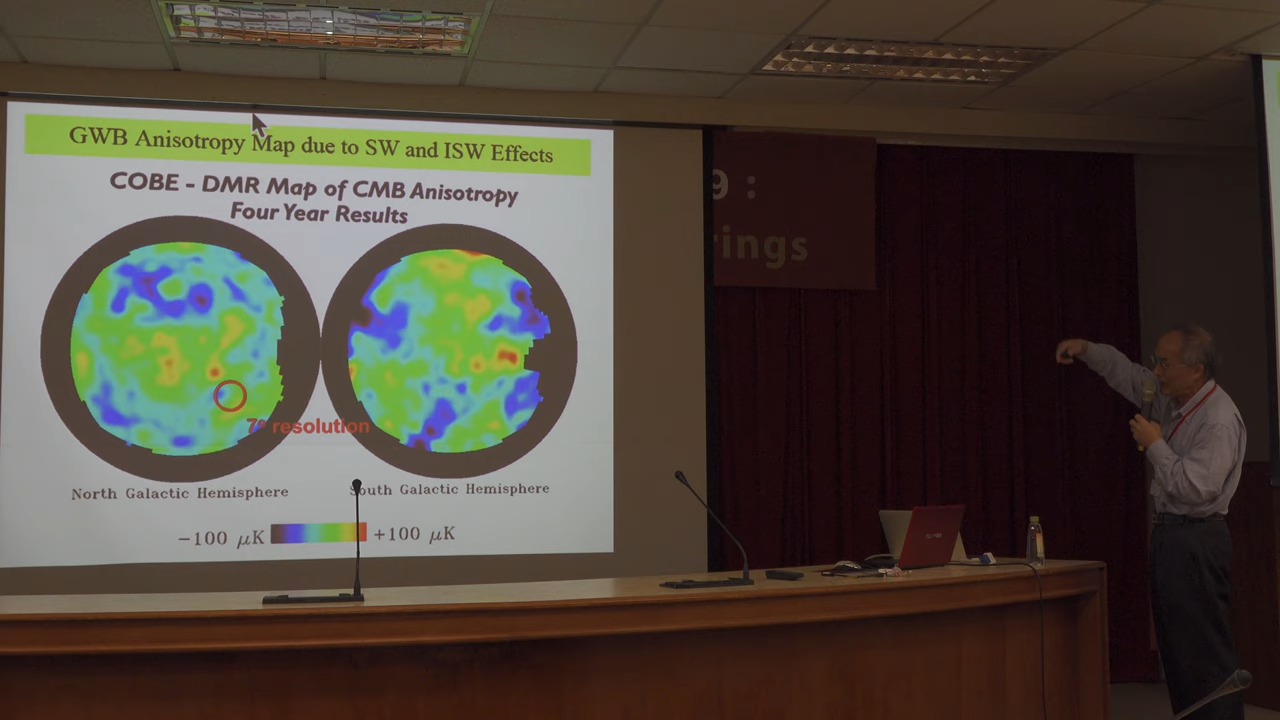 GWB Anisotropy Map due to SW and ISW Effects
COBE - DMR Map of CMB Anisotropy
Four Year Results
7° resolution
North Galactic Hemisphere
South Galactic Hemisphere
−100 μK
+100 μK
9 :
rings